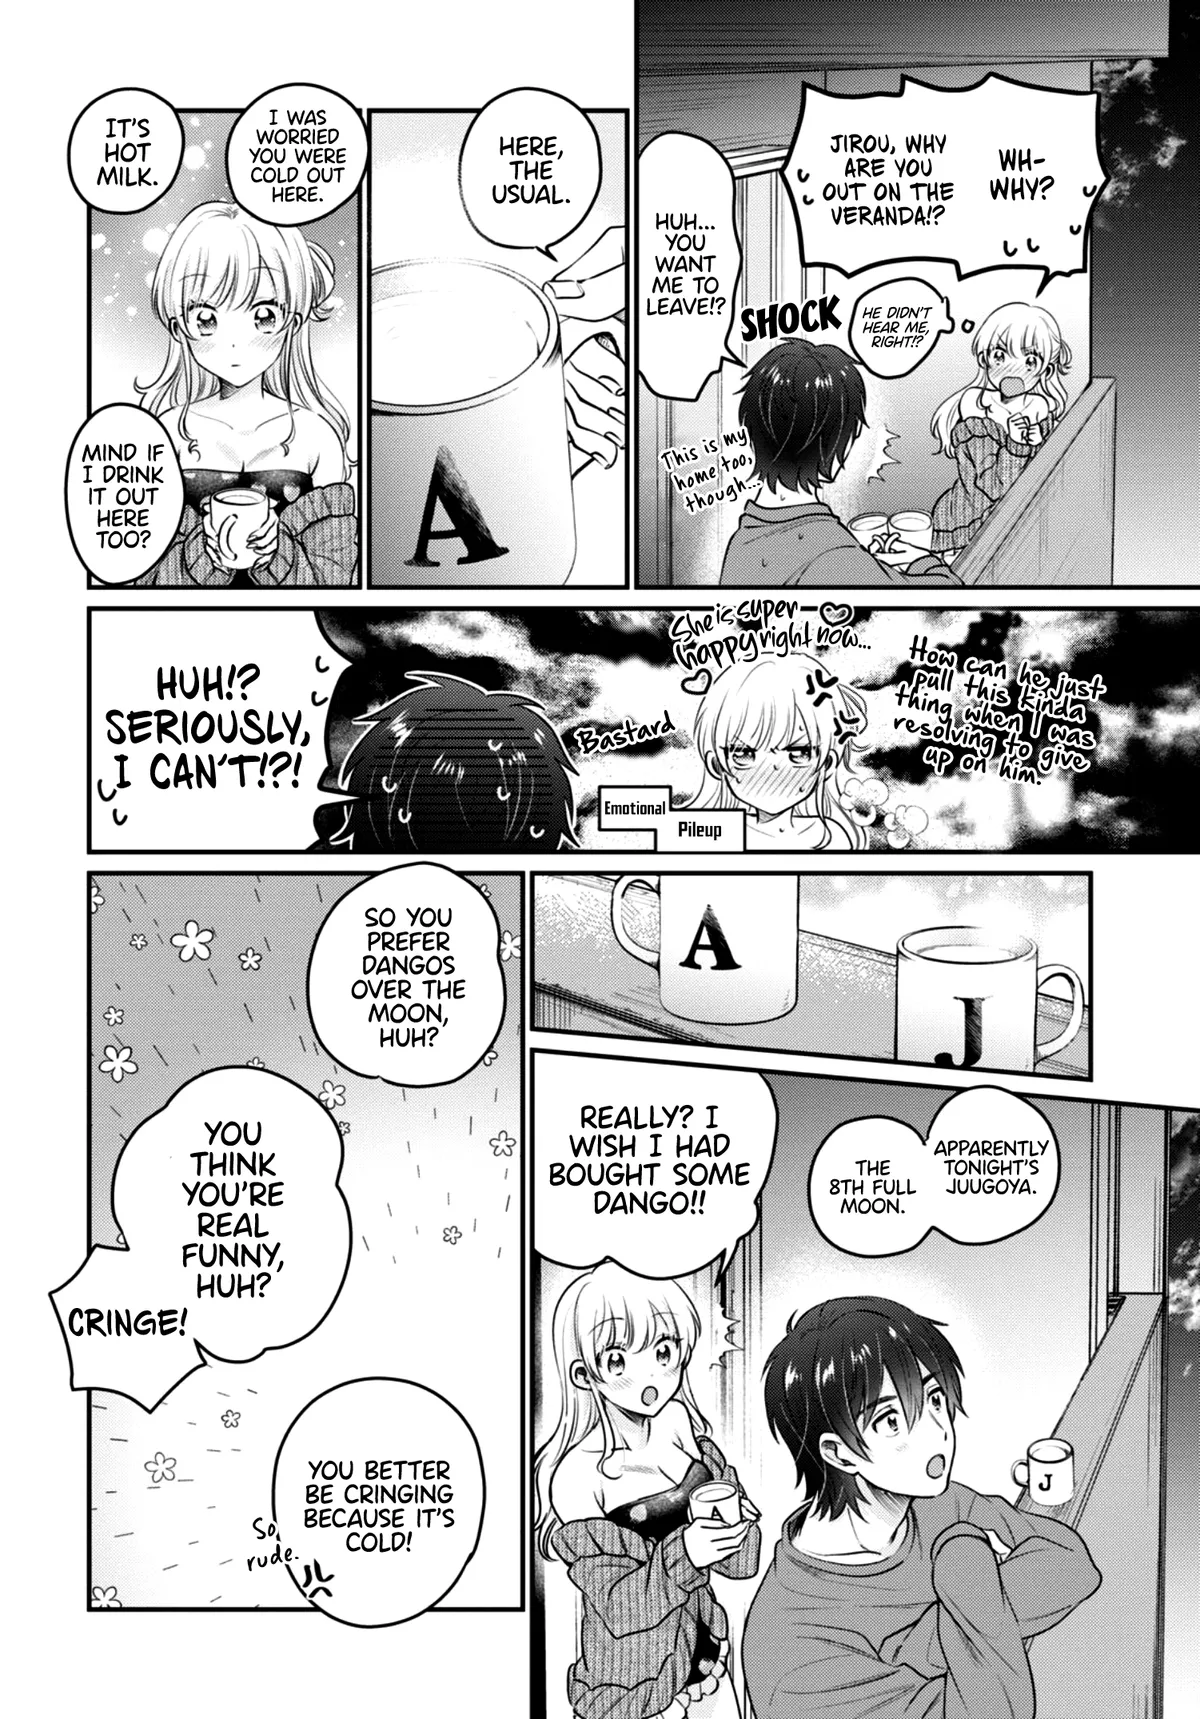 WH-
WHY?
JIROU, WHY
ARE YOU
OUT ON THE
VERANDA!?
HE DIDN'T
HEAR ME,
RIGHT!?
SHOCK
HUH...
YOU
WANT
ME TO
LEAVE!?
This is my
home too,
though...
HERE,
THE
USUAL.
A
I WAS
WORRIED
YOU WERE
COLD OUT
HERE.
IT'S
HOT
MILK.
MIND IF
I DRINK
IT OUT
HERE
TOO?
How can he just
pull this kinda
thing when I was
resolving to give
up on him.
She is super
happy right now...
Bastard
Emotional
Pileup
HUH!?
SERIOUSLY,
I CAN'T!?!
A
J
APPARENTLY
TONIGHT'S
JUUGOYA.
THE
8TH FULL
MOON.
REALLY? I
WISH I HAD
BOUGHT SOME
DANGO!!
A
J
SO YOU
PREFER
DANGOS
OVER THE
MOON,
HUH?
YOU
THINK
YOU'RE
REAL
FUNNY,
HUH?
CRINGE!
YOU BETTER
BE CRINGING
BECAUSE IT'S
COLD!
So
rude.